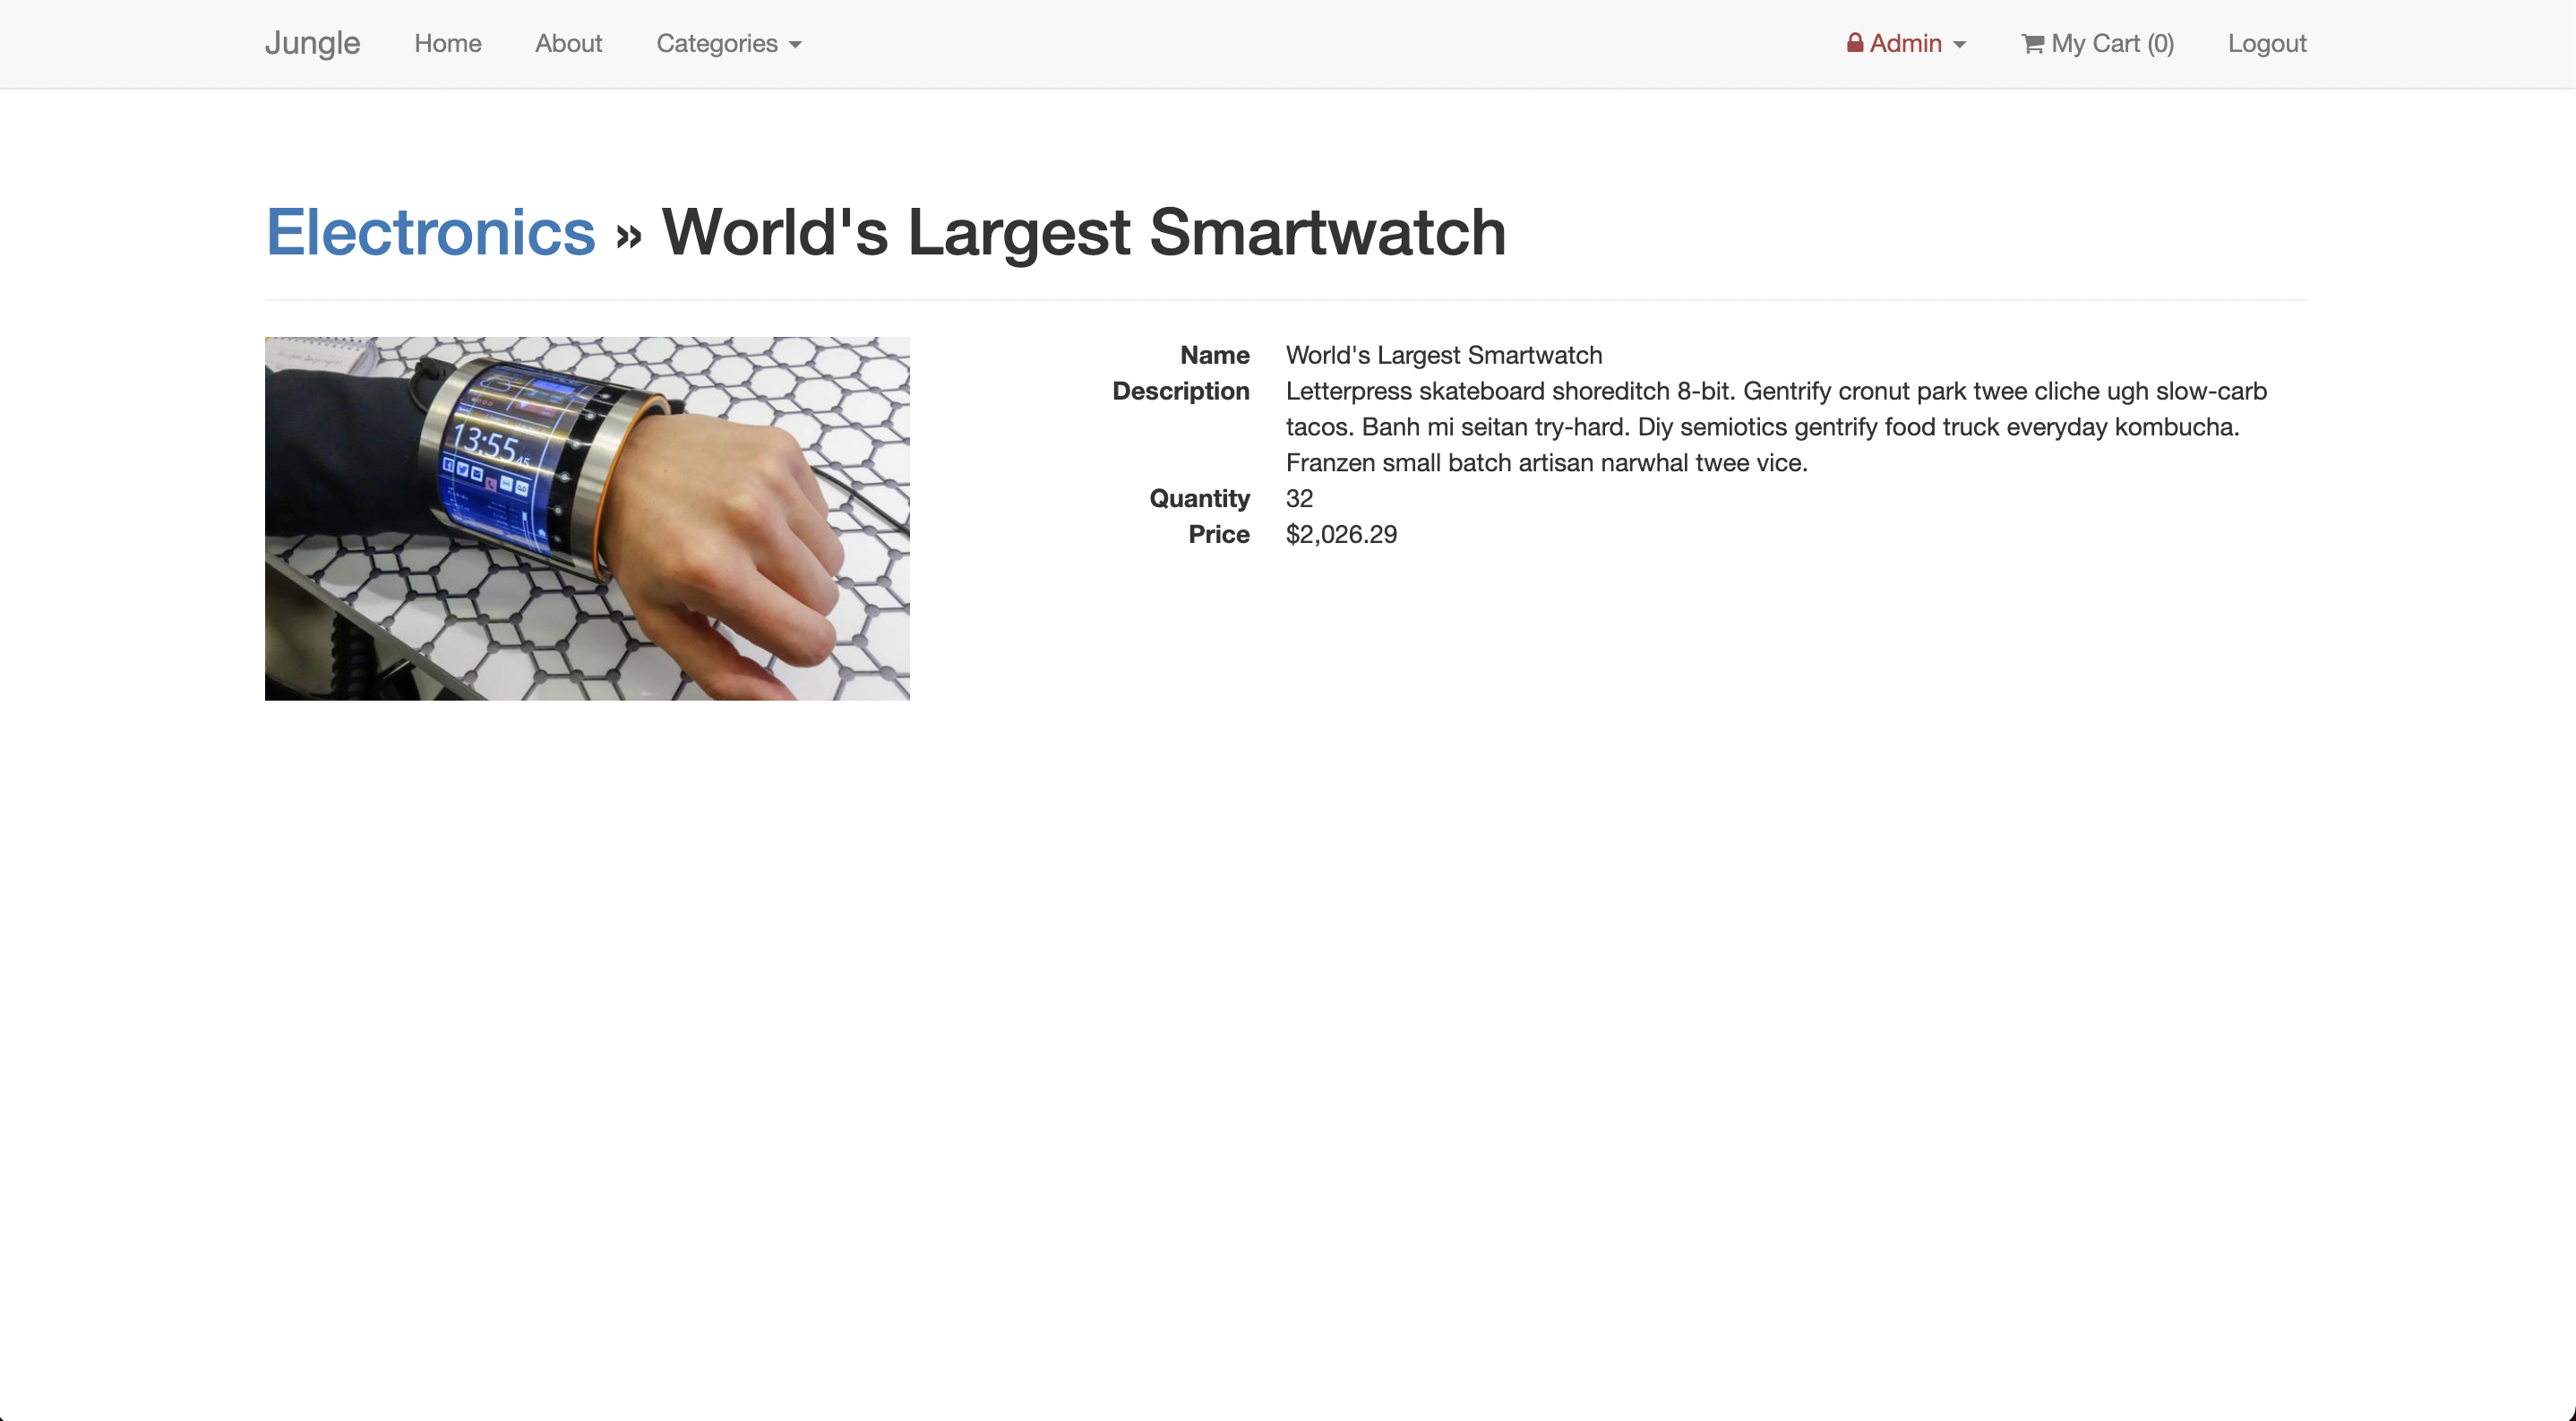 Jungle Home About Categories Admin My Cart (0) Logout
Electronics » World's Largest Smartwatch
13:55 45
Name World's Largest Smartwatch
Description Letterpress skateboard shoreditch 8-bit. Gentrify cronut park twee cliche ugh slow-carb
tacos. Banh mi seitan try-hard. Diy semiotics gentrify food truck everyday kombucha.
Franzen small batch artisan narwhal twee vice.
Quantity 32
Price $2,026.29